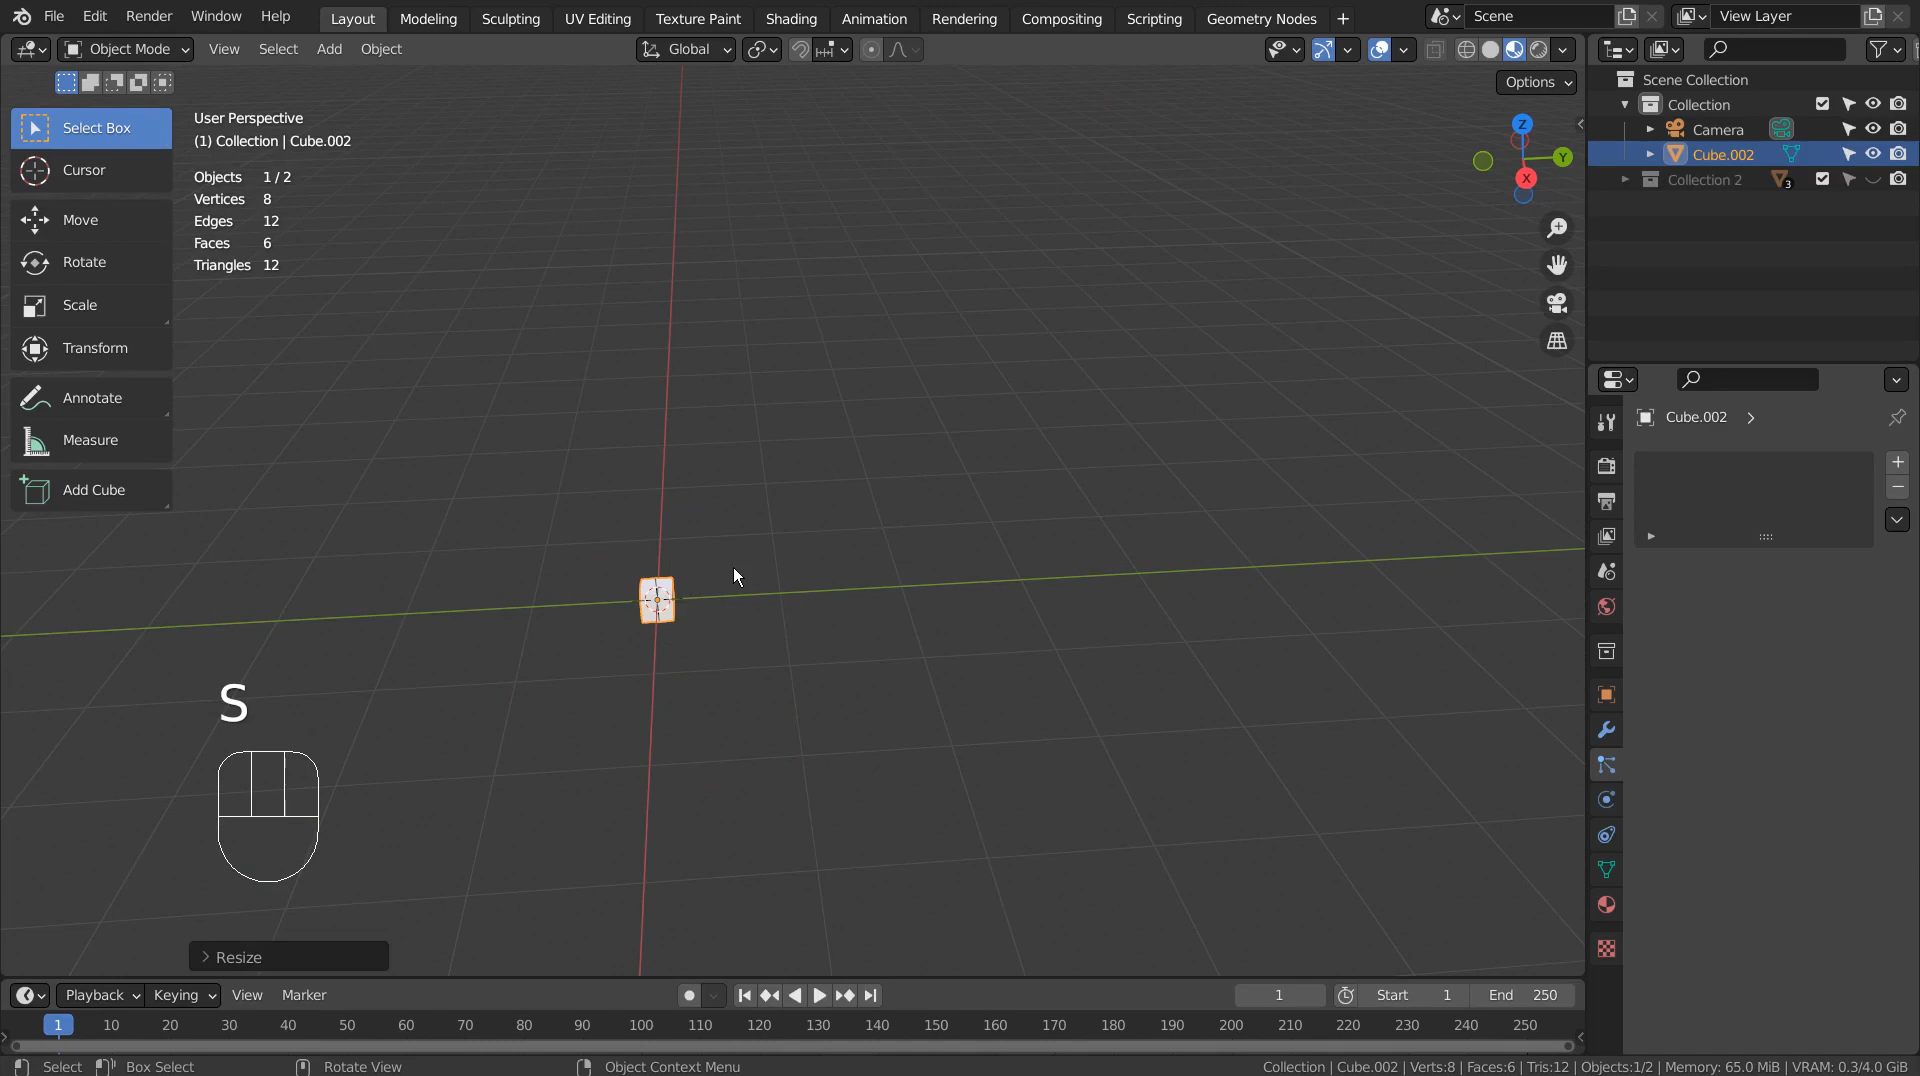 File Edit Render Window Help Layout Modeling Sculpting UV Editing Texture Paint Shading Animation Rendering Compositing Scripting Geometry Nodes + Scene View Layer
Object Mode View Select Add Object Global
Options
Select Box
Cursor
Move
Rotate
Scale
Transform
Annotate
Measure
Add Cube
User Perspective
(1) Collection | Cube.002
Objects 1 / 2
Vertices 8
Edges 12
Faces 6
Triangles 12
Z
Y
X
S
Resize
Scene Collection
Collection
Camera
Cube.002
Collection 2 3
Cube.002
Playback Keying View Marker 1 Start 1 End 250
1 10 20 30 40 50 60 70 80 90 100 110 120 130 140 150 160 170 180 190 200 210 220 230 240 250
Select Box Select Rotate View Object Context Menu Collection | Cube.002 | Verts:8 | Faces:6 | Tris:12 | Objects:1/2 | Memory: 65.0 MiB | VRAM: 0.3/4.0 GiB